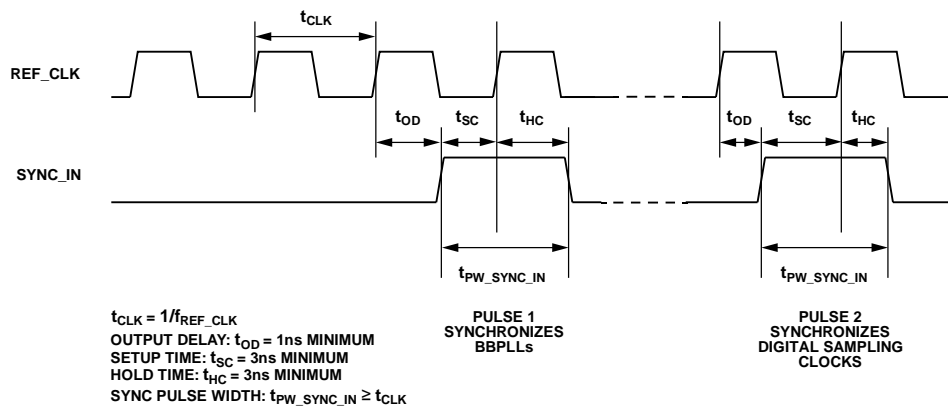 tCLK
REF_CLK
tOD tSC tHC tOD tSC tHC
SYNC_IN
tPW_SYNC_IN tPW_SYNC_IN
PULSE 1
SYNCHRONIZES
BBPLLs
PULSE 2
SYNCHRONIZES
DIGITAL SAMPLING
CLOCKS
tCLK = 1/fREF_CLK
OUTPUT DELAY: tOD = 1ns MINIMUM
SETUP TIME: tSC = 3ns MINIMUM
HOLD TIME: tHC = 3ns MINIMUM
SYNC PULSE WIDTH: tPW_SYNC_IN ≥ tCLK